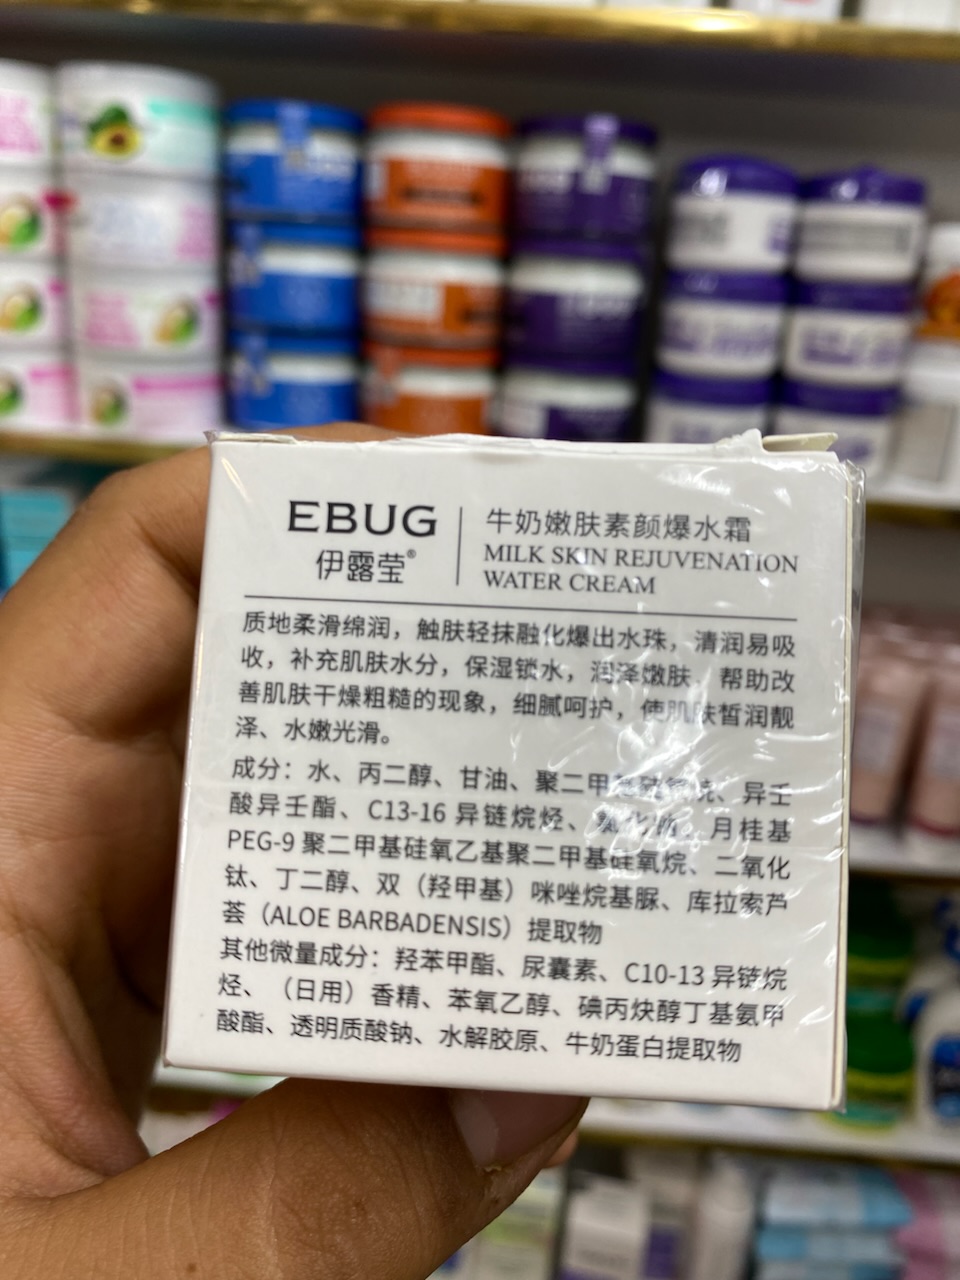 EBUG
伊露莹®
牛奶嫩肤素颜爆水霜
MILK SKIN REJUVENATION
WATER CREAM
质地柔滑绵润，触肤轻抹融化爆出水珠，清润易吸
收，补充肌肤水分，保湿锁水，润泽嫩肤、帮助改
善肌肤干燥粗糙的现象，细腻呵护，使肌肤皙润靓
泽、水嫩光滑。
成分：水、丙二醇、甘油、聚二甲基硅氧烷、异壬
酸异壬酯、C13-16 异链烷烃、氯化钠、月桂基
PEG-9 聚二甲基硅氧乙基聚二甲基硅氧烷、二氧化
钛、丁二醇、双（羟甲基）咪唑烷基脲、库拉索芦
荟（ALOE BARBADENSIS）提取物
其他微量成分：羟苯甲酯、尿囊素、C10-13 异链烷
烃、（日用）香精、苯氧乙醇、碘丙炔醇丁基氨甲
酸酯、透明质酸钠、水解胶原、牛奶蛋白提取物